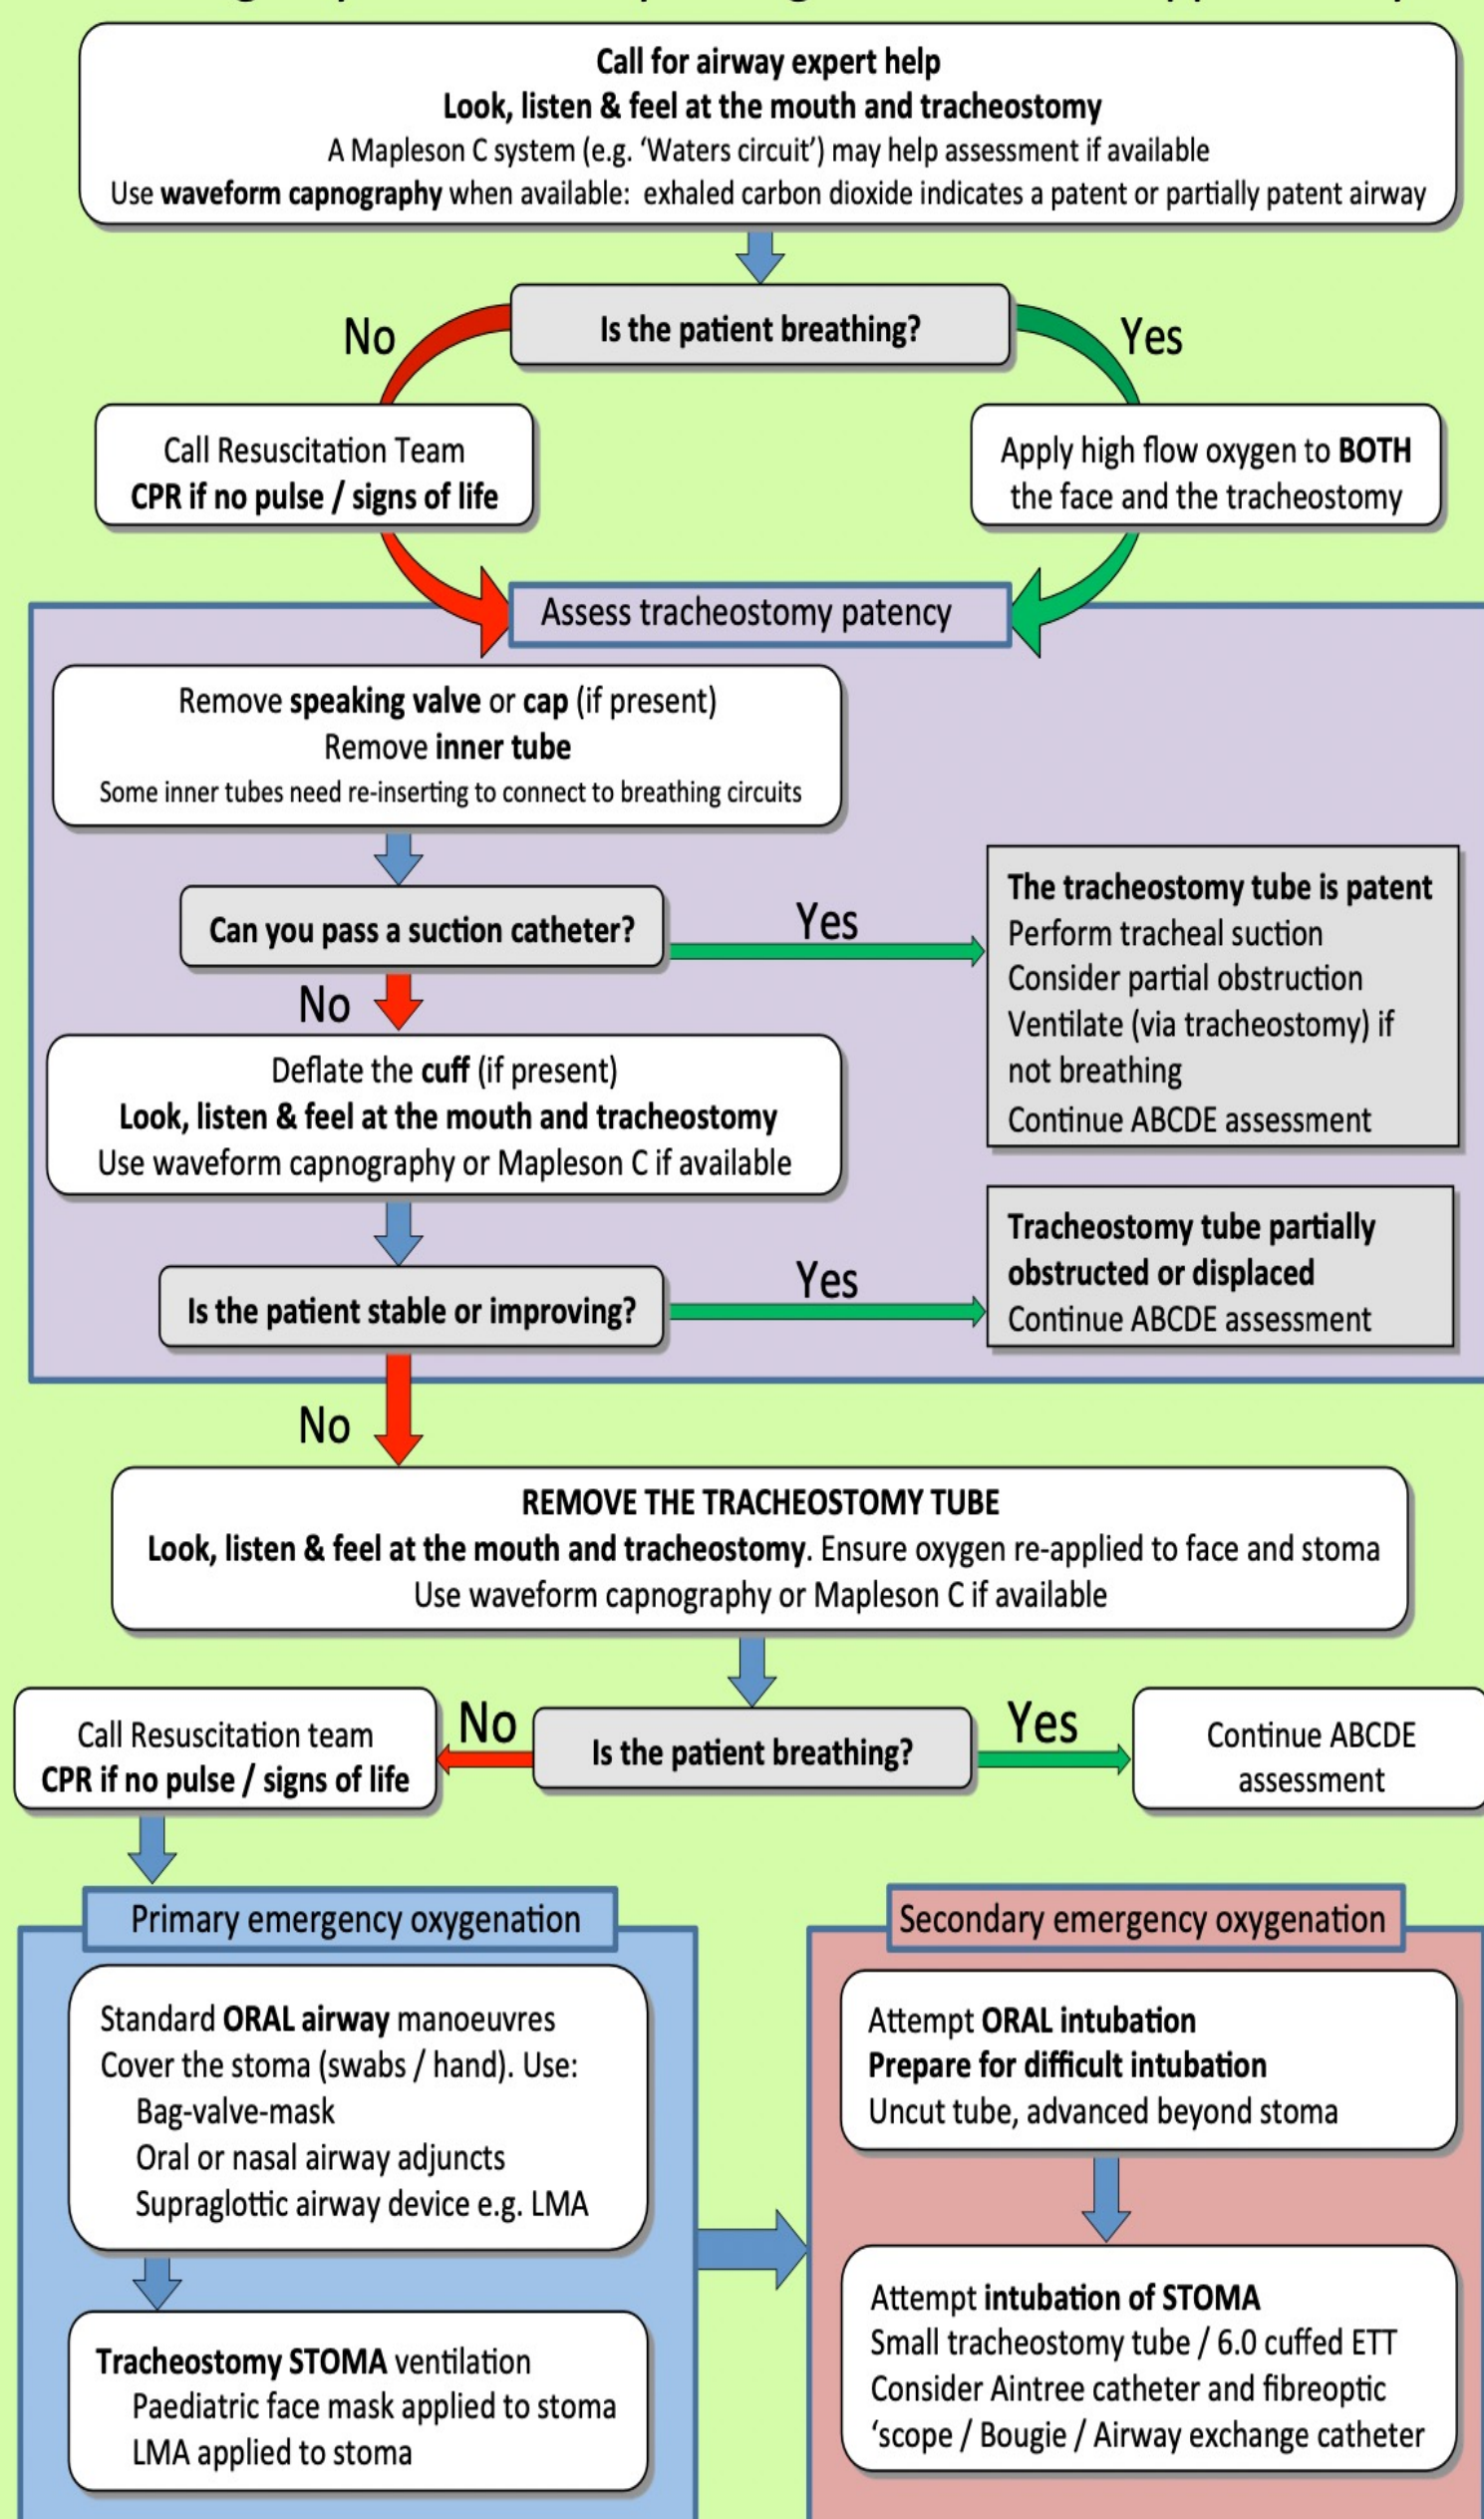 Call for airway expert help
Look, listen & feel at the mouth and tracheostomy
A Mapleson C system (e.g. ‘Waters circuit’) may help assessment if available
Use waveform capnography when available: exhaled carbon dioxide indicates a patent or partially patent airway
Is the patient breathing?
No
Yes
Call Resuscitation Team
CPR if no pulse / signs of life
Apply high flow oxygen to BOTH
the face and the tracheostomy
Assess tracheostomy patency
Remove speaking valve or cap (if present)
Remove inner tube
Some inner tubes need re-inserting to connect to breathing circuits
Can you pass a suction catheter?
Yes
The tracheostomy tube is patent
Perform tracheal suction
Consider partial obstruction
Ventilate (via tracheostomy) if
not breathing
Continue ABCDE assessment
No
Deflate the cuff (if present)
Look, listen & feel at the mouth and tracheostomy
Use waveform capnography or Mapleson C if available
Is the patient stable or improving?
Yes
Tracheostomy tube partially
obstructed or displaced
Continue ABCDE assessment
No
REMOVE THE TRACHEOSTOMY TUBE
Look, listen & feel at the mouth and tracheostomy. Ensure oxygen re-applied to face and stoma
Use waveform capnography or Mapleson C if available
Is the patient breathing?
No
Yes
Call Resuscitation team
CPR if no pulse / signs of life
Continue ABCDE
assessment
Primary emergency oxygenation
Standard ORAL airway manoeuvres
Cover the stoma (swabs / hand). Use:
Bag-valve-mask
Oral or nasal airway adjuncts
Supraglottic airway device e.g. LMA
Tracheostomy STOMA ventilation
Paediatric face mask applied to stoma
LMA applied to stoma
Secondary emergency oxygenation
Attempt ORAL intubation
Prepare for difficult intubation
Uncut tube, advanced beyond stoma
Attempt intubation of STOMA
Small tracheostomy tube / 6.0 cuffed ETT
Consider Aintree catheter and fibreoptic
‘scope / Bougie / Airway exchange catheter